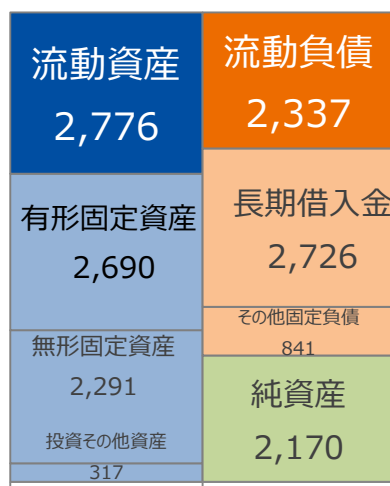 流動資産
2,776
有形固定資産
2,690
無形固定資産
2,291
投資その他資産
317
流動負債
2,337
長期借入金
2,726
その他固定負債
841
純資産
2,170